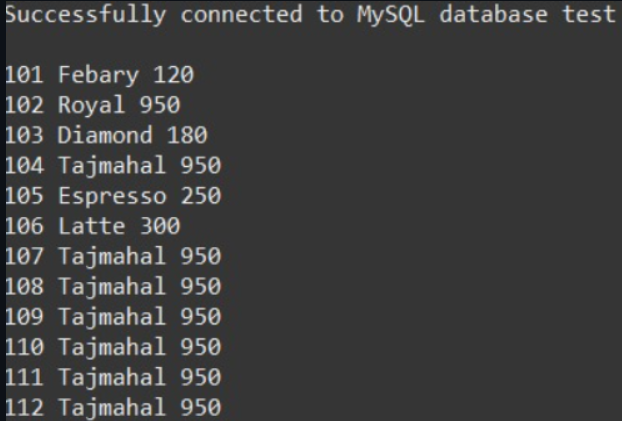 Successfully connected to MySQL database test
101 Febary 120
102 Royal 950
103 Diamond 180
104 Tajmahal 950
105 Espresso 250
106 Latte 300
107 Tajmahal 950
108 Tajmahal 950
109 Tajmahal 950
110 Tajmahal 950
111 Tajmahal 950
112 Tajmahal 950